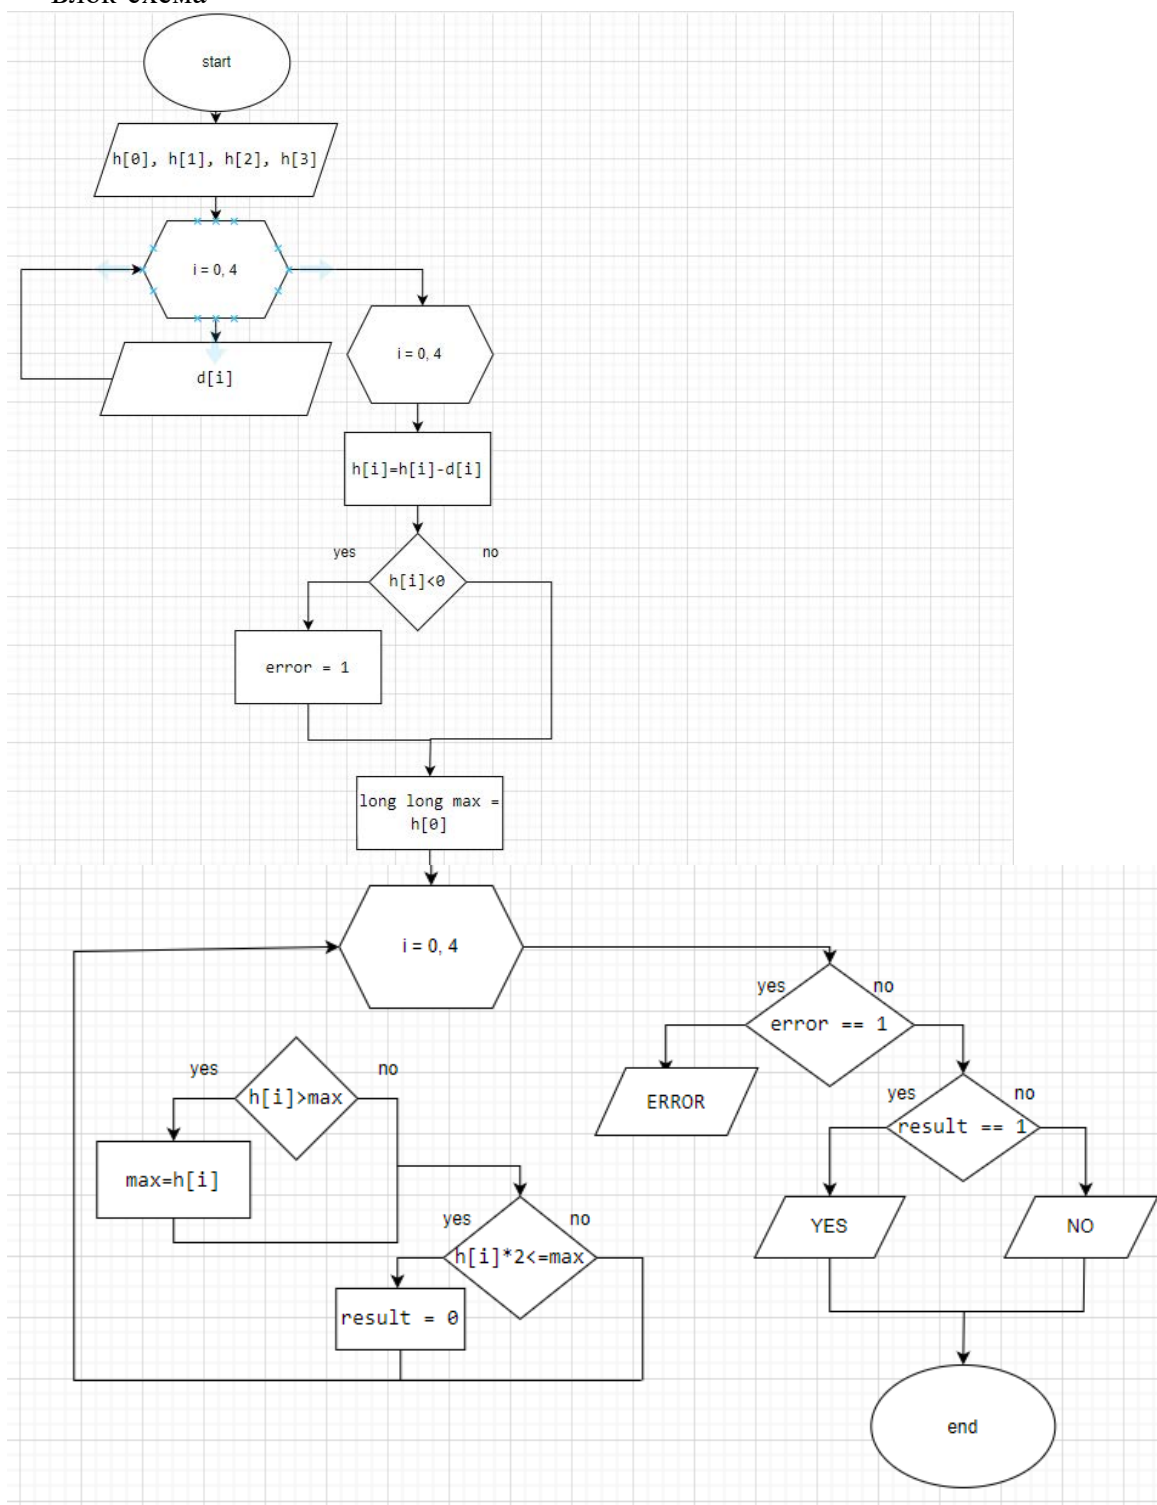 Блок-схема
start
h[0], h[1], h[2], h[3]
i = 0, 4
d[i]
i = 0, 4
h[i]=h[i]-d[i]
yes
no
h[i]<0
error = 1
long long max =
h[0]
i = 0, 4
yes
no
error == 1
ERROR
yes
no
result == 1
YES
NO
yes
no
h[i]>max
max=h[i]
yes
no
h[i]*2<=max
result = 0
end